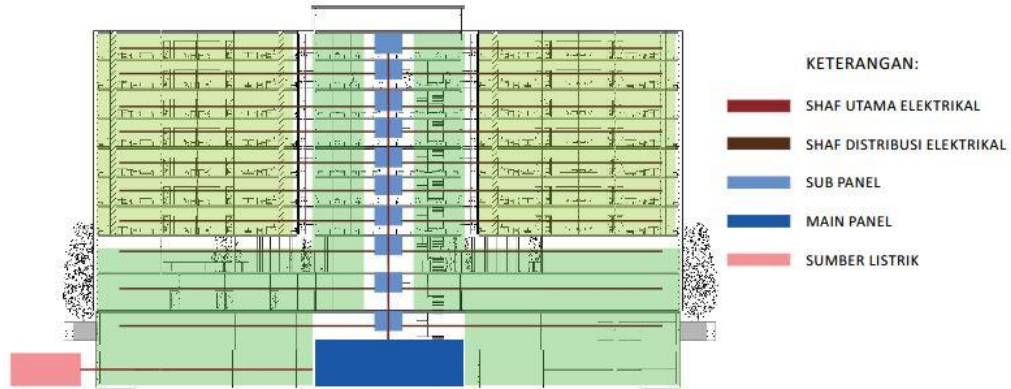 KETERANGAN:
SHAF UTAMA ELEKTRIKAL
SHAF DISTRIBUSI ELEKTRIKAL
SUB PANEL
MAIN PANEL
SUMBER LISTRIK